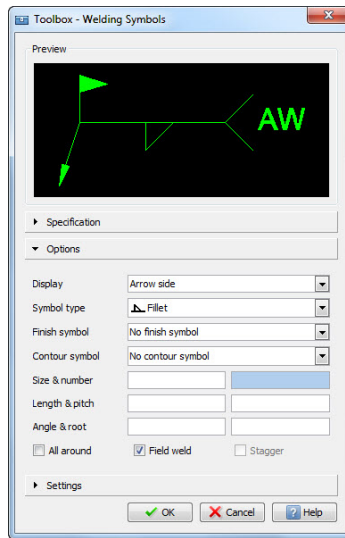 Toolbox - Welding Symbols
Preview
AW
Specification
Options
Display Arrow side
Symbol type Fillet
Finish symbol No finish symbol
Contour symbol No contour symbol
Size & number
Length & pitch
Angle & root
All around Field weld Stagger
Settings
OK Cancel Help